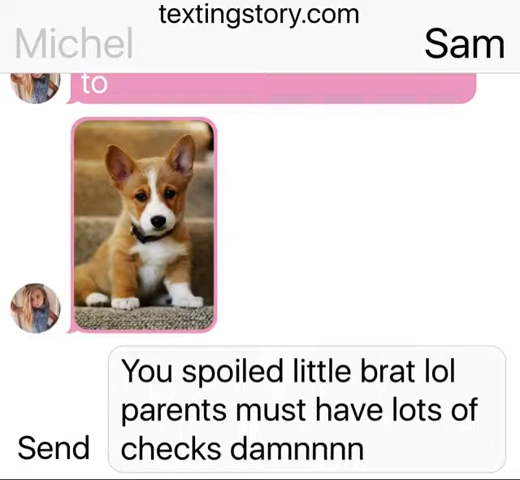 textingstory.com
Michel
Sam
to
You spoiled little brat lol
parents must have lots of
checks damnnnn
Send